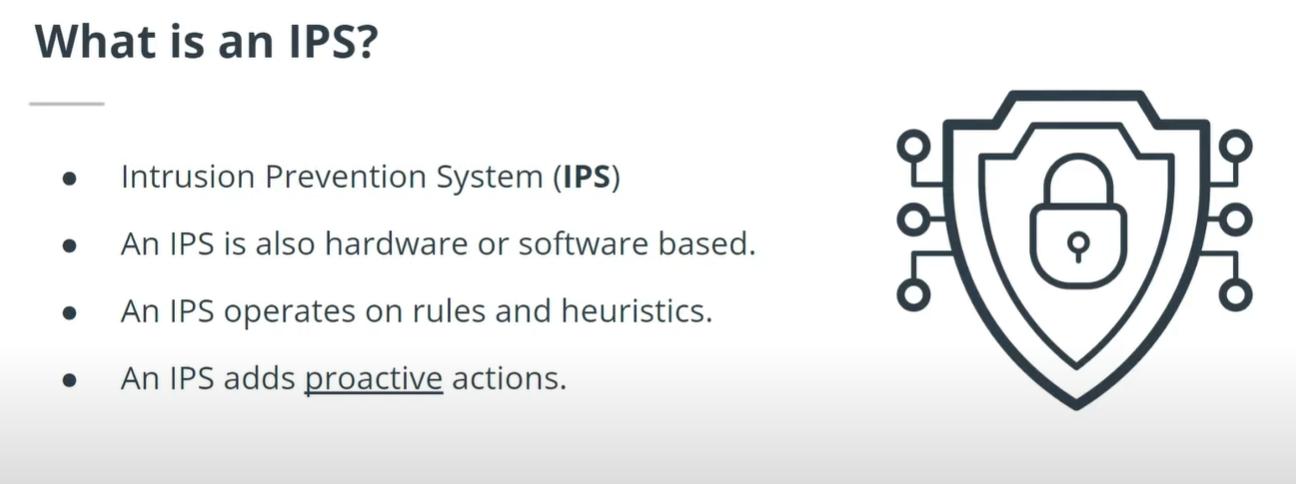 What is an IPS?
● Intrusion Prevention System (IPS)
● An IPS is also hardware or software based.
● An IPS operates on rules and heuristics.
● An IPS adds proactive actions.